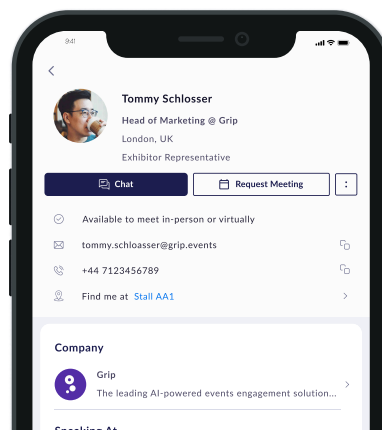 9:41
Tommy Schlosser
Head of Marketing @ Grip
London, UK
Exhibitor Representative
Chat
Request Meeting
Available to meet in-person or virtually
tommy.schloasser@grip.events
+44 7123456789
Find me at Stall AA1
Company
Grip
The leading AI-powered events engagement solution...
Speaking At